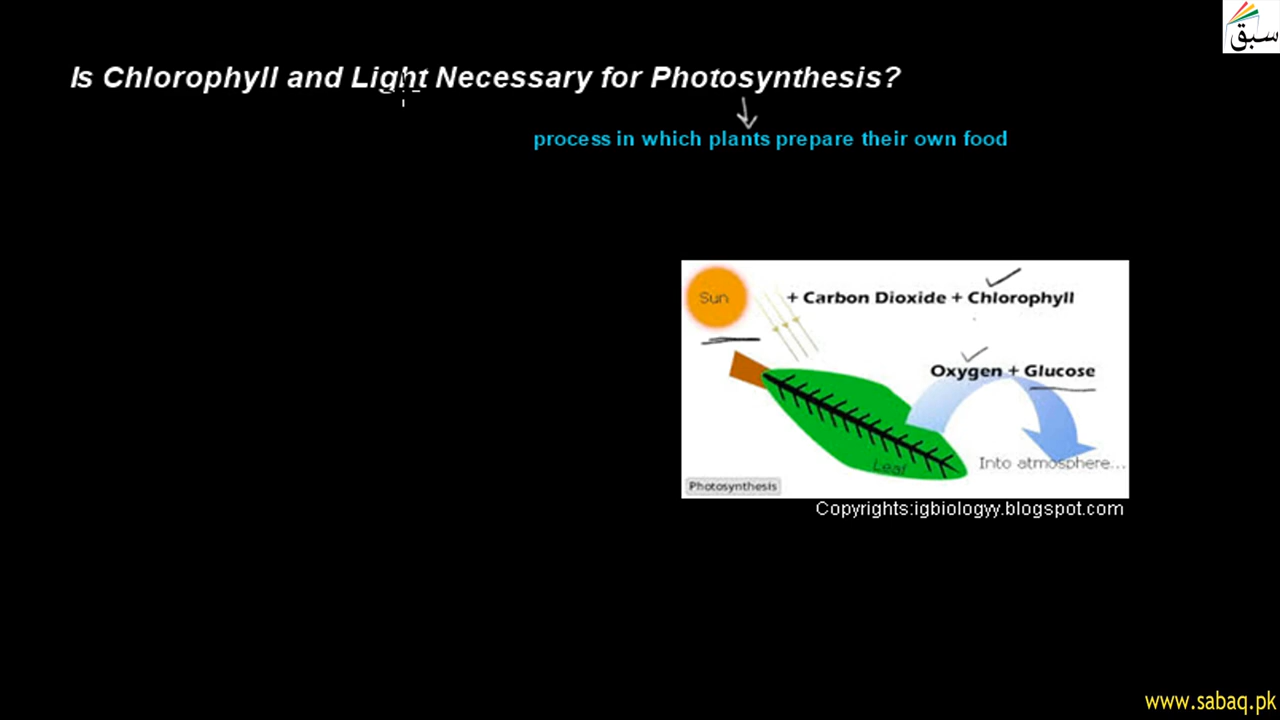 سبق
Is Chlorophyll and Light Necessary for Photosynthesis?
process in which plants prepare their own food
Sun
+ Carbon Dioxide + Chlorophyll
Oxygen + Glucose
Leaf
Into atmosphere...
Photosynthesis
Copyrights:igbiologyy.blogspot.com
www.sabaq.pk